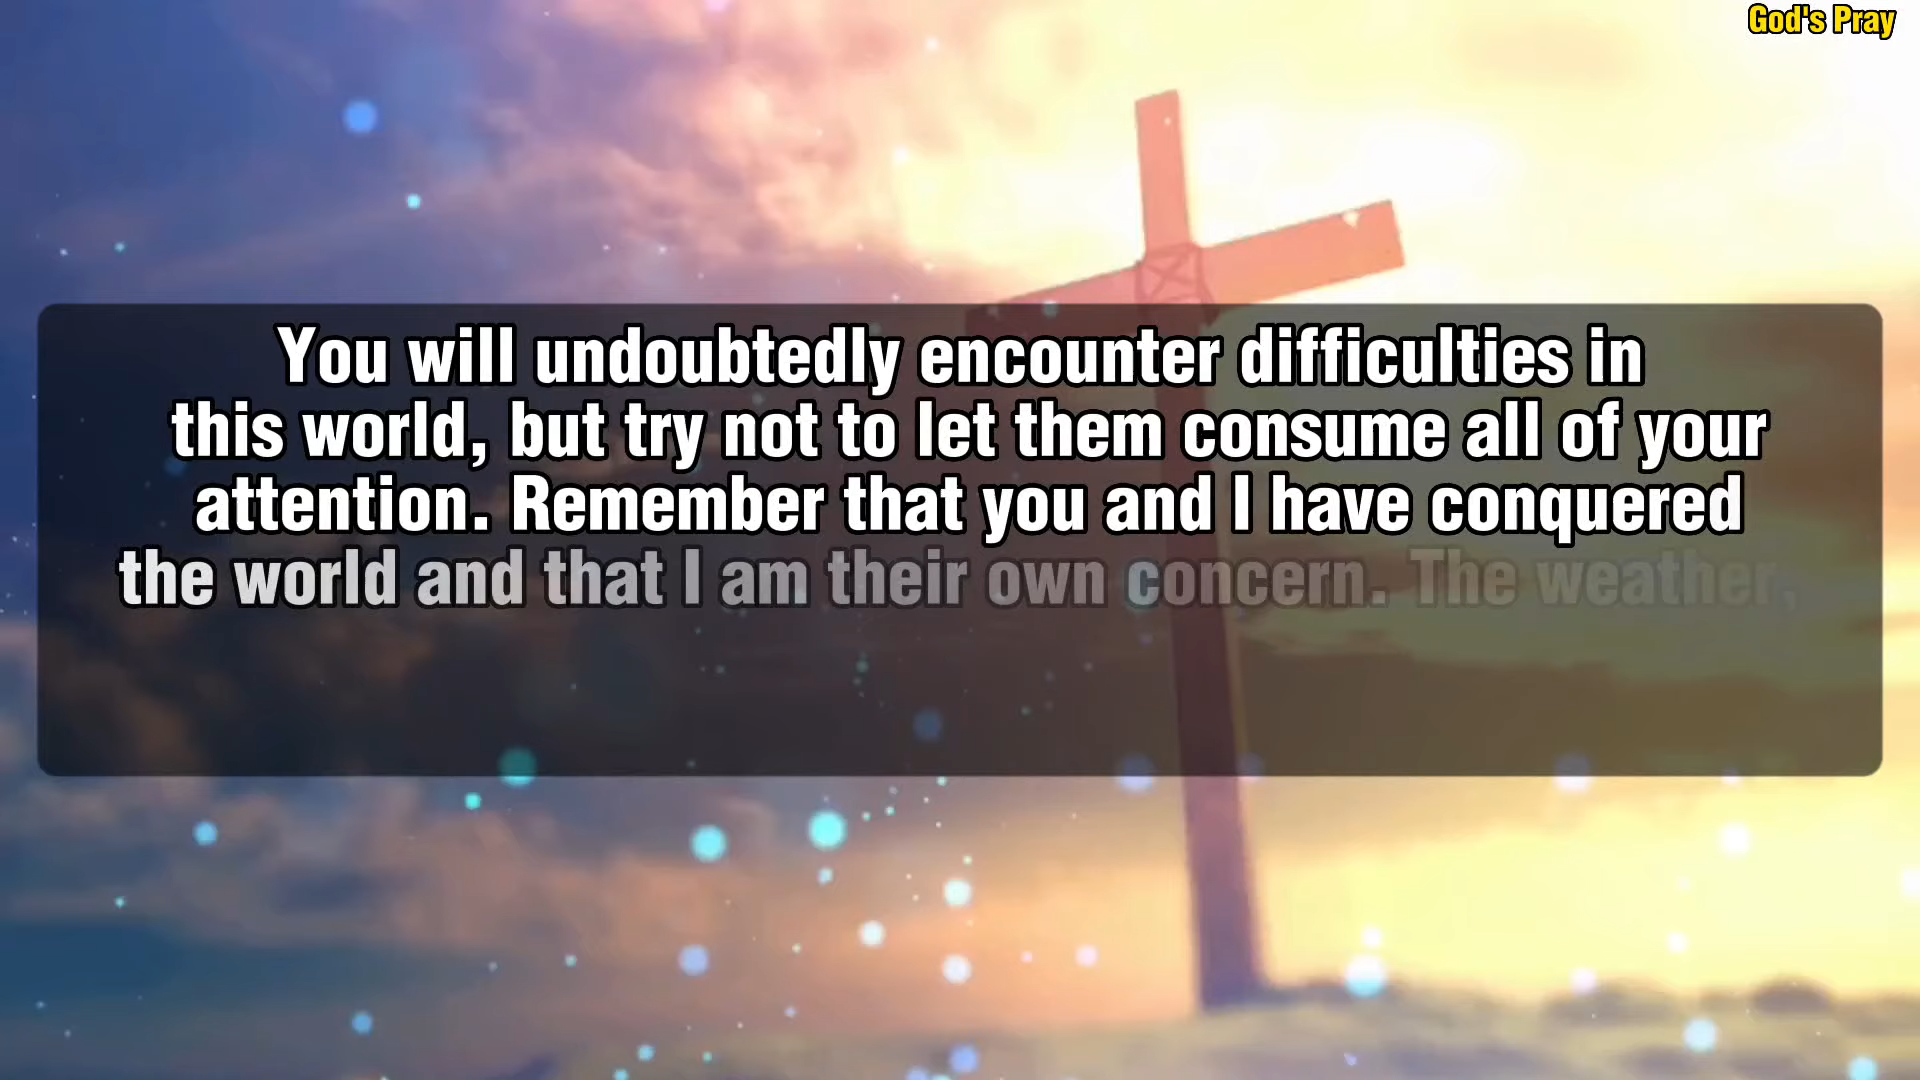 God's Pray
You will undoubtedly encounter difficulties in
this world, but try not to let them consume all of your
attention. Remember that you and I have conquered
the world and that I am their own concern. The weather,